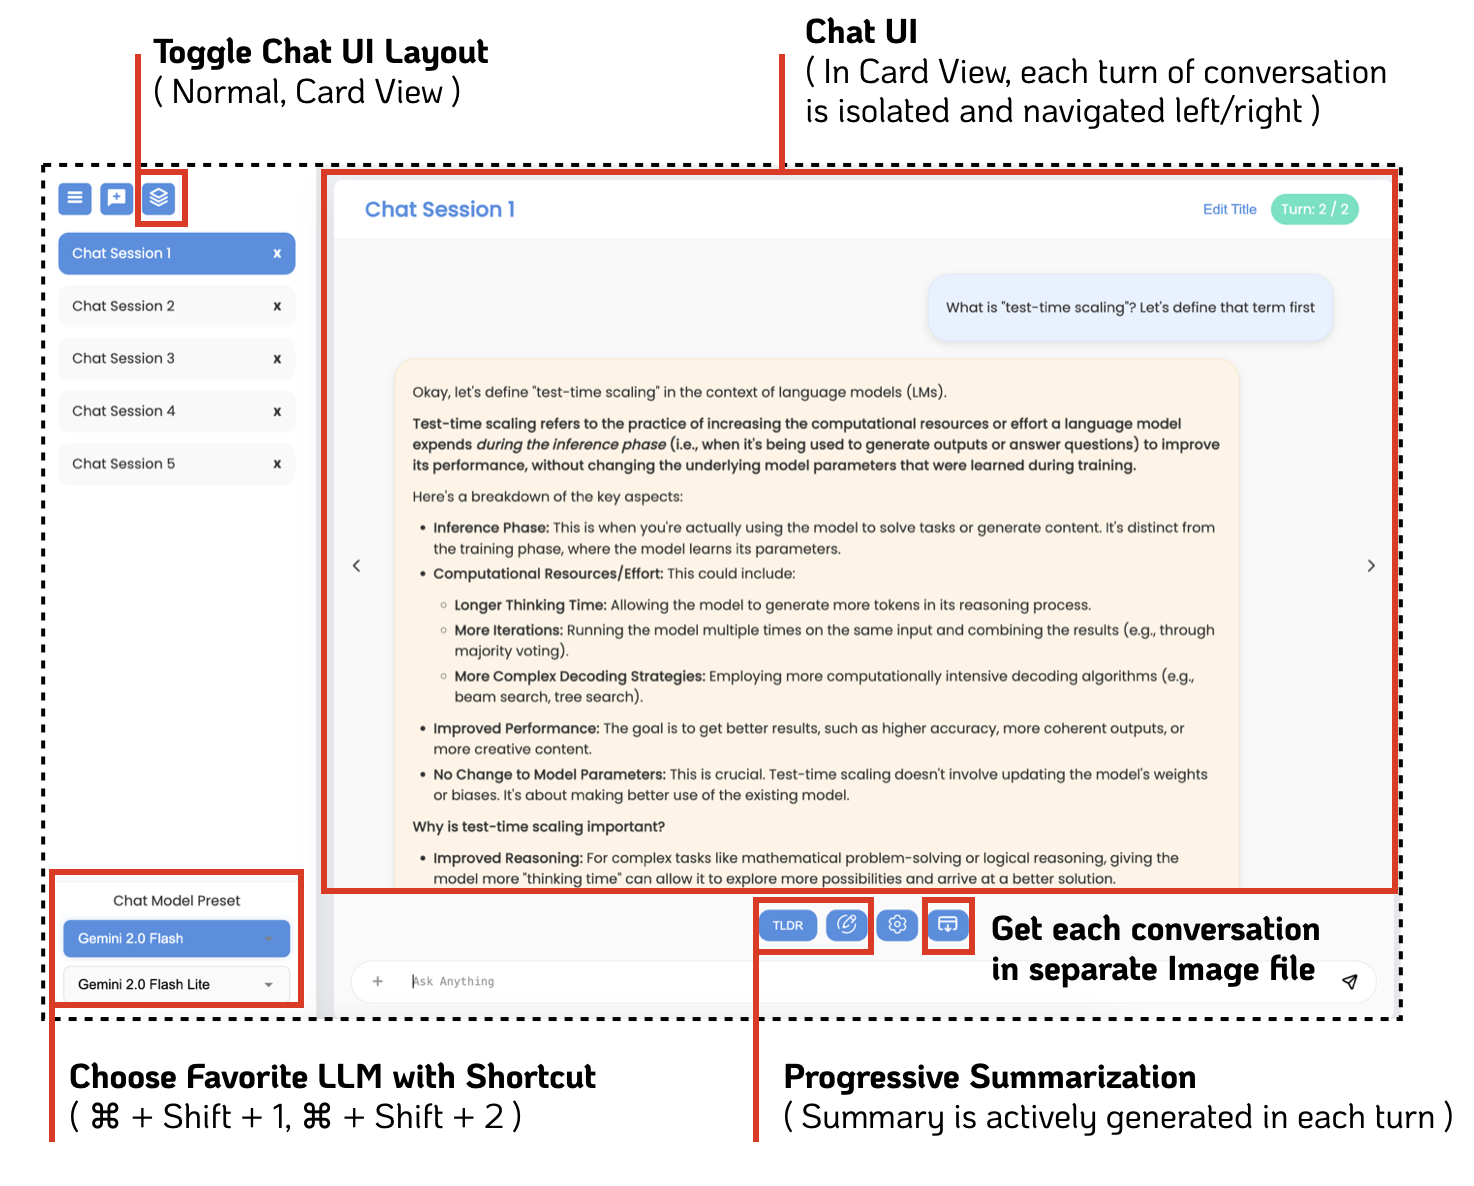 Toggle Chat UI Layout
( Normal, Card View )
Chat UI
( In Card View, each turn of conversation
is isolated and navigated left/right )
Chat Session 1 x
Chat Session 2 x
Chat Session 3 x
Chat Session 4 x
Chat Session 5 x
Chat Model Preset
Gemini 2.0 Flash
Gemini 2.0 Flash Lite
Chat Session 1
Edit Title
Turn: 2 / 2
What is "test-time scaling"? Let's define that term first
Okay, let's define "test-time scaling" in the context of language models (LMs).
Test-time scaling refers to the practice of increasing the computational resources or effort a language model
expends during the inference phase (i.e., when it's being used to generate outputs or answer questions) to improve
its performance, without changing the underlying model parameters that were learned during training.
Here's a breakdown of the key aspects:
• Inference Phase: This is when you're actually using the model to solve tasks or generate content. It's distinct from
the training phase, where the model learns its parameters.
• Computational Resources/Effort: This could include:
◦ Longer Thinking Time: Allowing the model to generate more tokens in its reasoning process.
◦ More Iterations: Running the model multiple times on the same input and combining the results (e.g., through
majority voting).
◦ More Complex Decoding Strategies: Employing more computationally intensive decoding algorithms (e.g.,
beam search, tree search).
• Improved Performance: The goal is to get better results, such as higher accuracy, more coherent outputs, or
more creative content.
• No Change to Model Parameters: This is crucial. Test-time scaling doesn't involve updating the model's weights
or biases. It's about making better use of the existing model.
Why is test-time scaling important?
• Improved Reasoning: For complex tasks like mathematical problem-solving or logical reasoning, giving the
model more "thinking time" can allow it to explore more possibilities and arrive at a better solution.
TLDR
Get each conversation
in separate Image file
+ Ask Anything
Choose Favorite LLM with Shortcut
( ⌘ + Shift + 1, ⌘ + Shift + 2 )
Progressive Summarization
( Summary is actively generated in each turn )